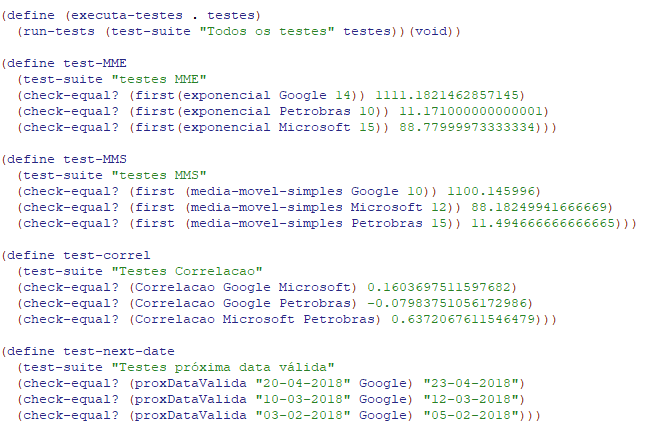 (define (executa-testes . testes)
  (run-tests (test-suite "Todos os testes" testes))(void))

(define test-MME
  (test-suite "testes MME"
  (check-equal? (first(exponencial Google 14)) 1111.1821462857145)
  (check-equal? (first(exponencial Petrobras 10)) 11.171000000000001)
  (check-equal? (first(exponencial Microsoft 15)) 88.77999973333334)))

(define test-MMS
  (test-suite "testes MMS"
  (check-equal? (first (media-movel-simples Google 10)) 1100.145996)
  (check-equal? (first (media-movel-simples Microsoft 12)) 88.18249941666669)
  (check-equal? (first (media-movel-simples Petrobras 15)) 11.494666666666665)))

(define test-correl
  (test-suite "Testes Correlacao"
  (check-equal? (Correlacao Google Microsoft) 0.1603697511597682)
  (check-equal? (Correlacao Google Petrobras) -0.07983751056172986)
  (check-equal? (Correlacao Microsoft Petrobras) 0.6372067611546479)))

(define test-next-date
  (test-suite "Testes próxima data válida"
  (check-equal? (proxDataValida "20-04-2018" Google) "23-04-2018")
  (check-equal? (proxDataValida "10-03-2018" Google) "12-03-2018")
  (check-equal? (proxDataValida "03-02-2018" Google) "05-02-2018")))